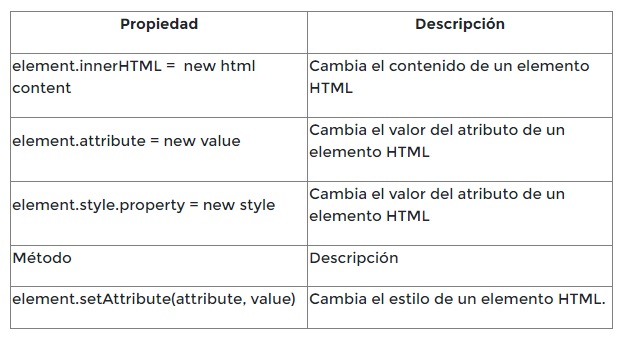 Propiedad
Descripción
element.innerHTML =  new html
content
Cambia el contenido de un elemento
HTML
element.attribute = new value
Cambia el valor del atributo de un
elemento HTML
element.style.property = new style
Cambia el valor del atributo de un
elemento HTML
Método
Descripción
element.setAttribute(attribute, value)
Cambia el estilo de un elemento HTML.